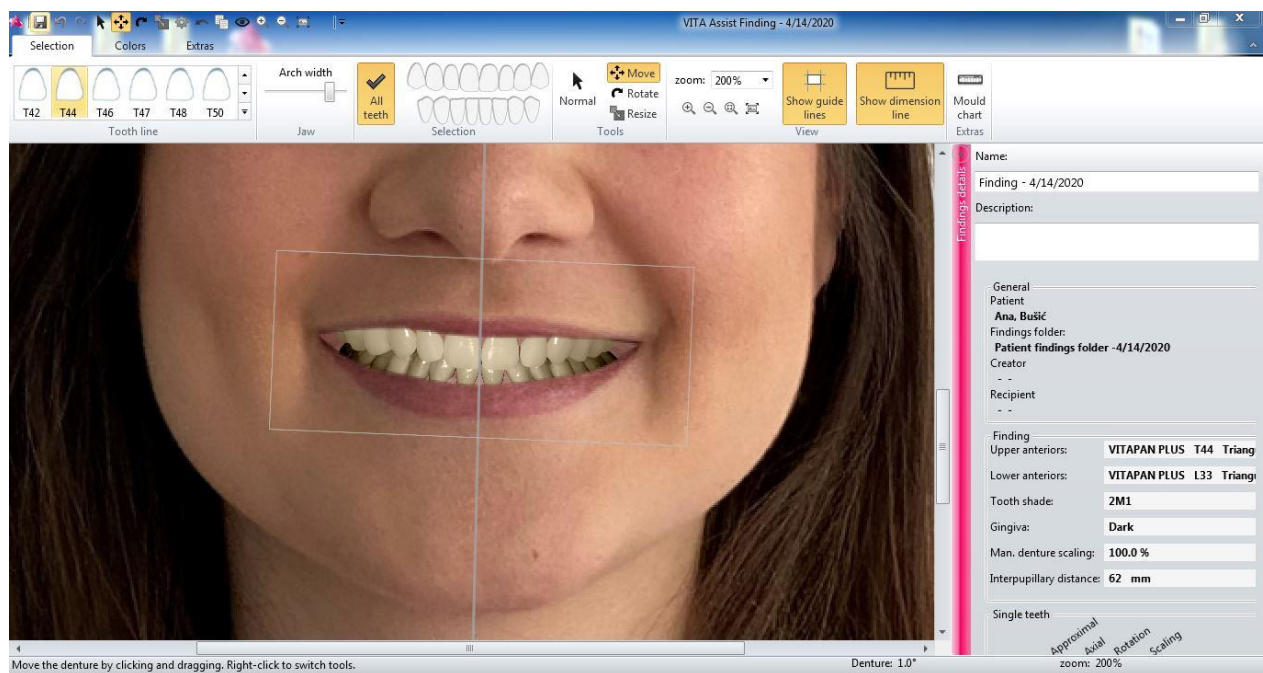 VITA Assist Finding - 4/14/2020
Selection Colors Extras
T42 T44 T46 T47 T48 T50
Tooth line
Arch width
Jaw
All teeth
Selection
Normal
Move
Rotate
Resize
Tools
zoom: 200%
Show guide lines
Show dimension line
View
Mould chart
Extras
Findings details
Name:
Finding - 4/14/2020
Description:
General
Patient
Ana, Bušić
Findings folder:
Patient findings folder -4/14/2020
Creator
- -
Recipient
- -
Finding
Upper anteriors: VITAPAN PLUS T44 Triang
Lower anteriors: VITAPAN PLUS L33 Triang
Tooth shade: 2M1
Gingiva: Dark
Man. denture scaling: 100.0 %
Interpupillary distance: 62 mm
Single teeth
Approximal
Axial
Rotation
Scaling
Move the denture by clicking and dragging. Right-click to switch tools.
Denture: 1.0°
zoom: 200%